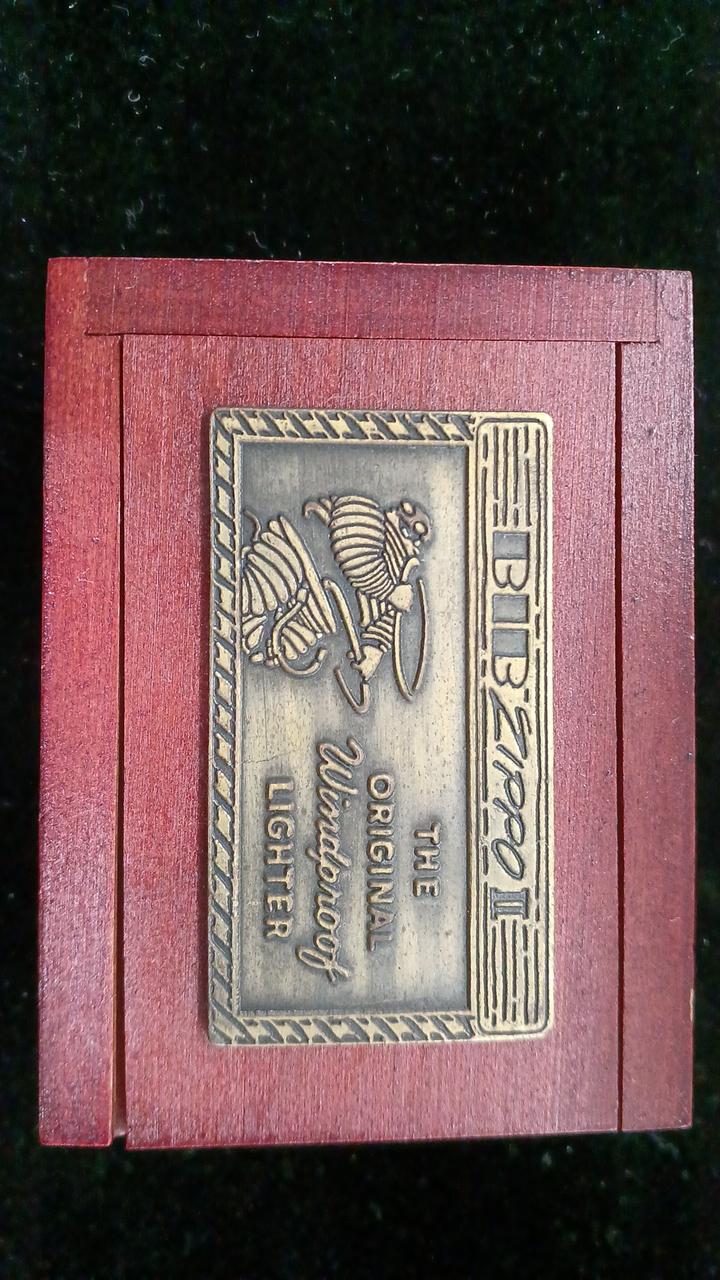 BIB ZIPPO II
THE
ORIGINAL
Windproof
LIGHTER